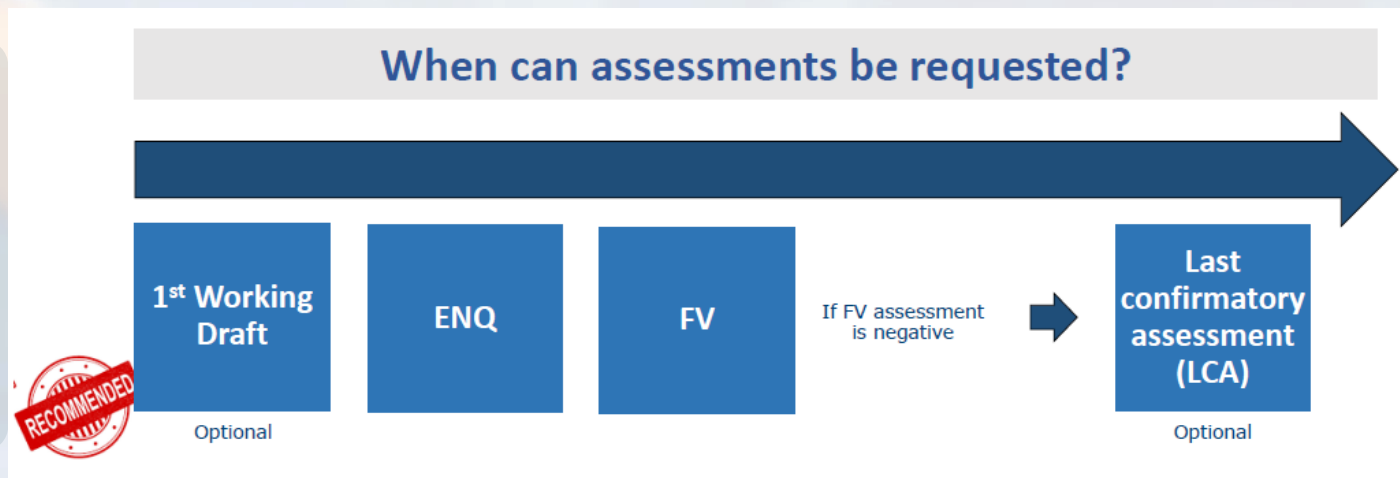 When can assessments be requested?
1st Working
Draft
ENQ
FV
If FV assessment
is negative
Last
confirmatory
assessment
(LCA)
RECOMMENDED
Optional
Optional